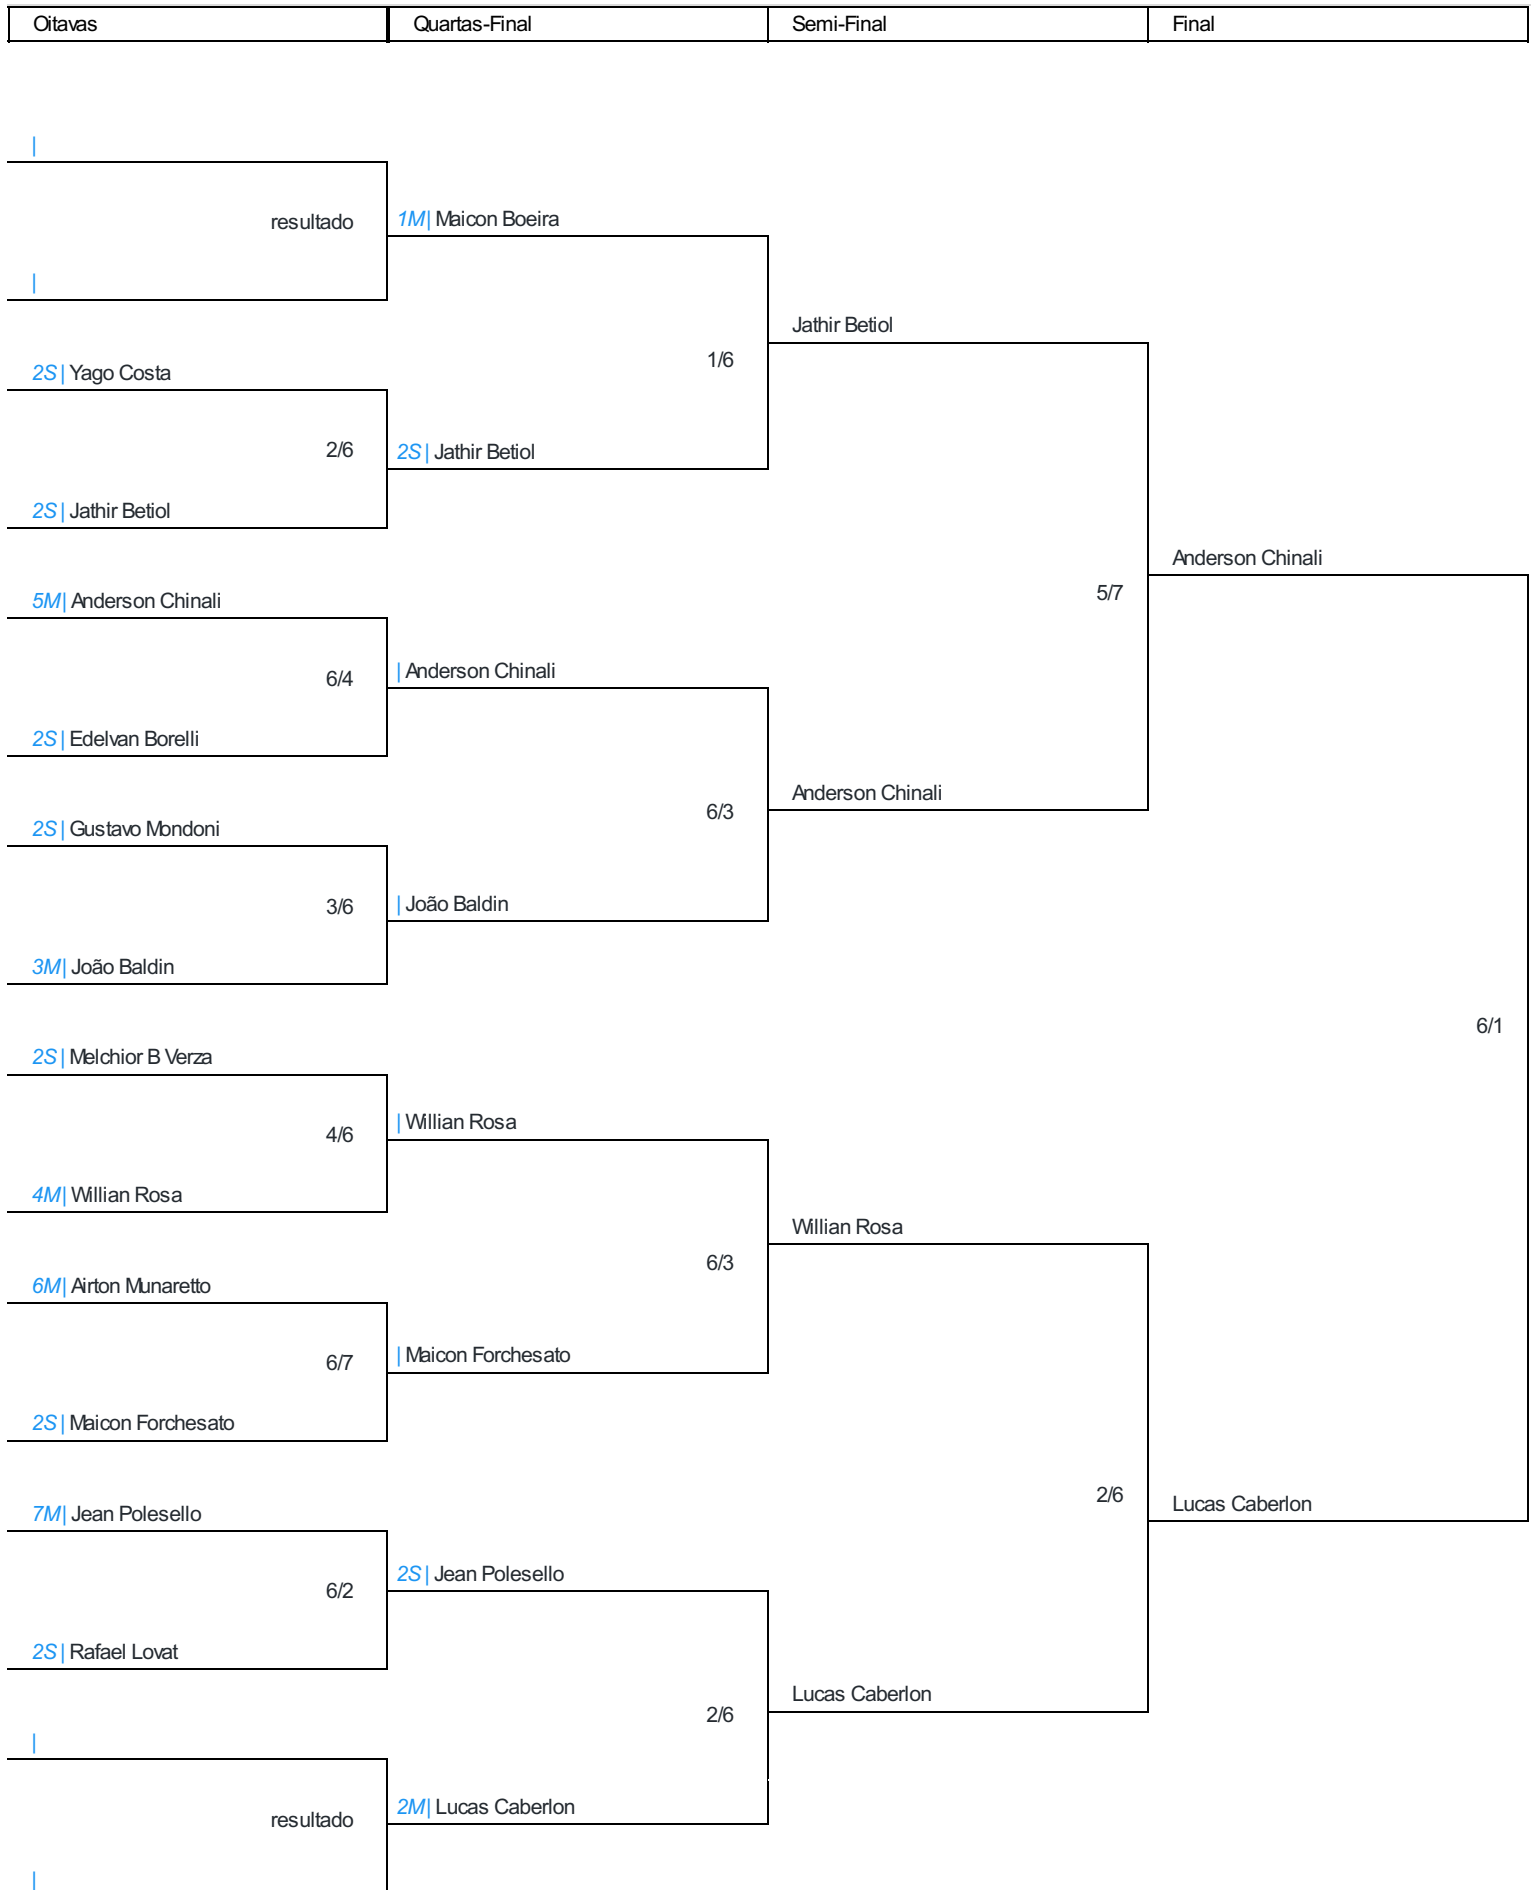 Oitavas Quartas-Final Semi-Final Final
|
resultado
1M| Maicon Boeira
|
Jathir Betiol
1/6
2S| Yago Costa
2/6
2S| Jathir Betiol
2S| Jathir Betiol
Anderson Chinali
5/7
5M| Anderson Chinali
6/4
| Anderson Chinali
2S| Edelvan Borelli
Anderson Chinali
6/3
2S| Gustavo Mondoni
3/6
| João Baldin
3M| João Baldin
6/1
2S| Melchior B Verza
4/6
| Willian Rosa
4M| Willian Rosa
Willian Rosa
6/3
6M| Airton Munaretto
6/7
| Maicon Forchesato
2S| Maicon Forchesato
2/6
Lucas Caberlon
7M| Jean Polesello
6/2
2S| Jean Polesello
2S| Rafael Lovat
Lucas Caberlon
2/6
|
resultado
2M| Lucas Caberlon
|